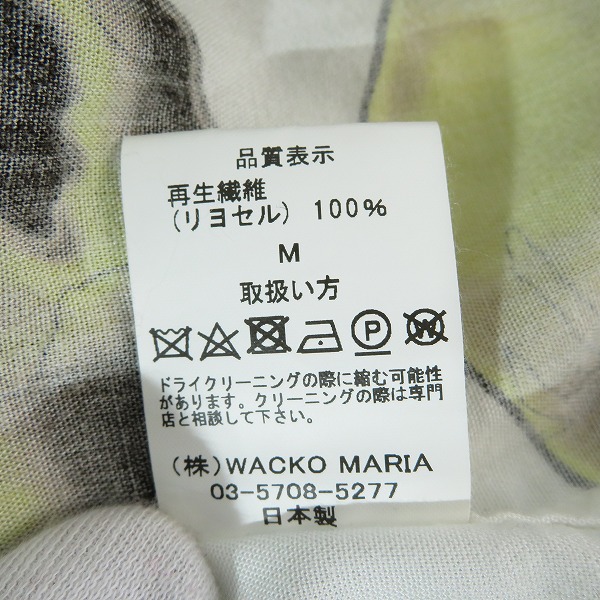 品質表示
再生繊維
(リヨセル) 100%
M
取扱い方
P W
ドライクリーニングの際に縮む可能性
があります。クリーニングの際は専門
店と相談して下さい。
(株)WACKO MARIA
03-5708-5277
日本製